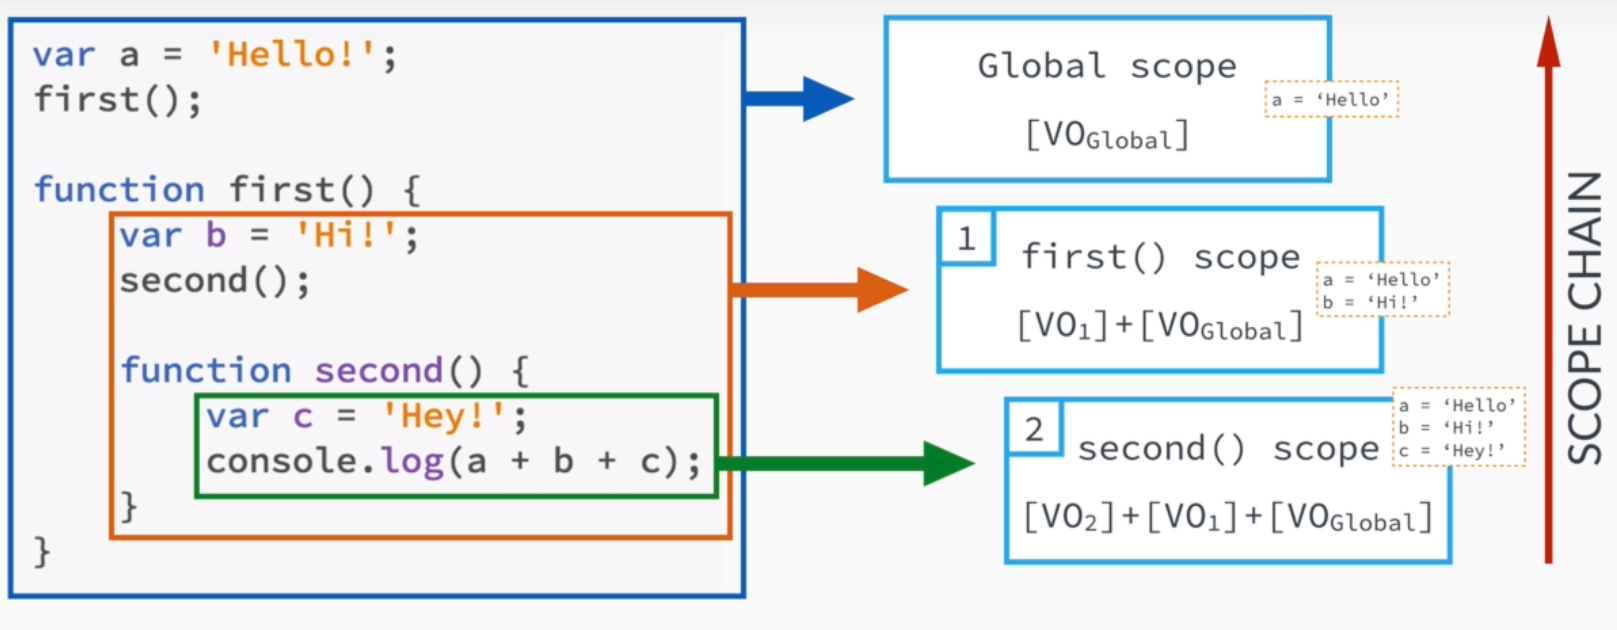 var a = 'Hello!';
first();
function first() {
var b = 'Hi!';
second();
function second() {
var c = 'Hey!';
console.log(a + b + c);
}
}
Global scope
[VOGlobal]
a = ‘Hello’
1
first() scope
[VO1]+[VOGlobal]
a = ‘Hello’
b = ‘Hi!’
2
second() scope
[VO2]+[VO1]+[VOGlobal]
a = ‘Hello’
b = ‘Hi!’
c = ‘Hey!’
SCOPE CHAIN